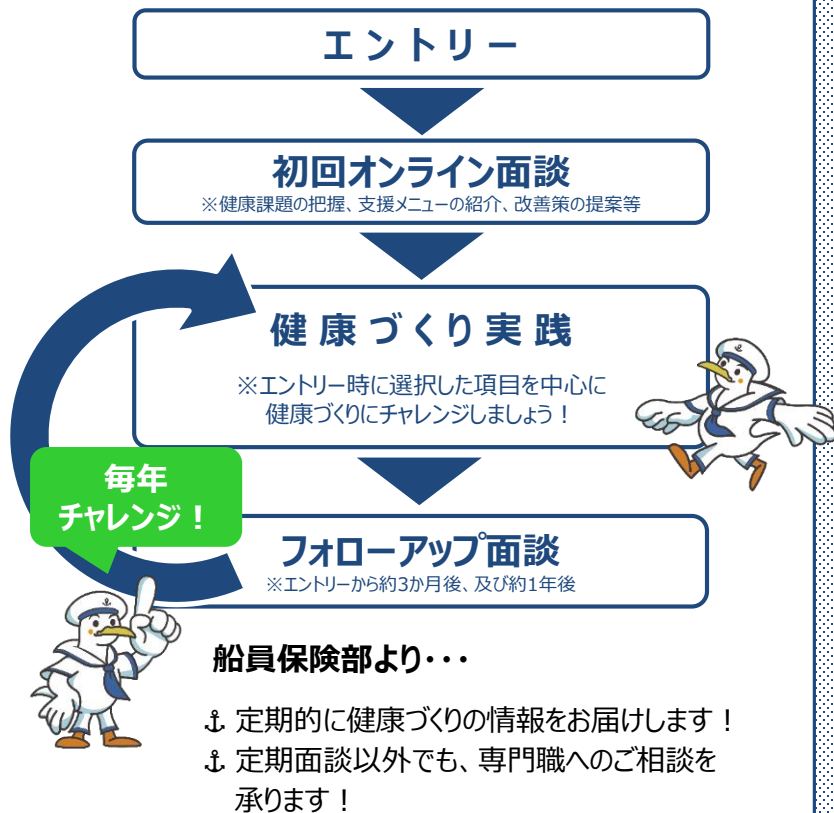 エントリー
初回オンライン面談
※健康課題の把握、支援メニューの紹介、改善策の提案等
健康づくり実践
※エントリー時に選択した項目を中心に
健康づくりにチャレンジしましょう！
毎年
チャレンジ！
フォローアップ面談
※エントリーから約3か月後、及び約1年後
船員保険部より・・・
⚓ 定期的に健康づくりの情報をお届けします！
⚓ 定期面談以外でも、専門職へのご相談を
承ります！